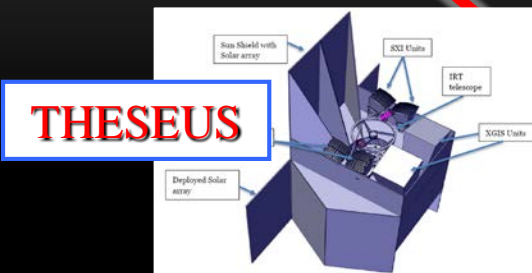 Sun Shield with
Solar array
SXI Units
IRT
telescope
THESEUS
XGIS Units
Deployed Solar
array